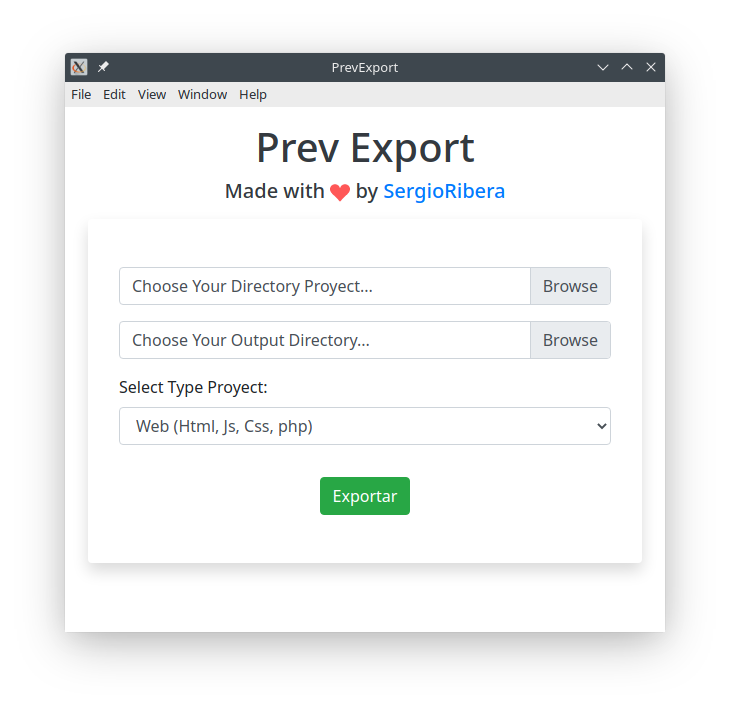 PrevExport
File Edit View Window Help
Prev Export
Made with ❤ by SergioRibera
Choose Your Directory Proyect... Browse
Choose Your Output Directory... Browse
Select Type Proyect:
Web (Html, Js, Css, php)
Exportar